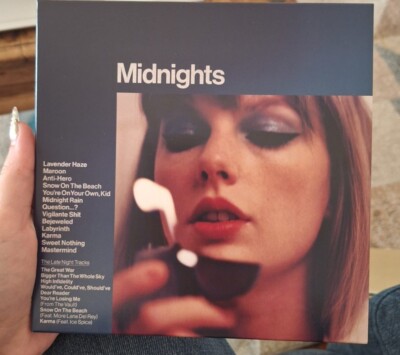 Midnights
Lavender Haze
Maroon
Anti-Hero
Snow On The Beach
You're On Your Own, Kid
Midnight Rain
Question...?
Vigilante Shit
Bejeweled
Labyrinth
Karma
Sweet Nothing
Mastermind
The Late Night Tracks
The Great War
Bigger Than The Whole Sky
High Infidelity
Would've, Could've, Should've
Dear Reader
You're Losing Me
(From The Vault)
Snow On The Beach
(Feat. More Lana Del Rey)
Karma (Feat. Ice Spice)